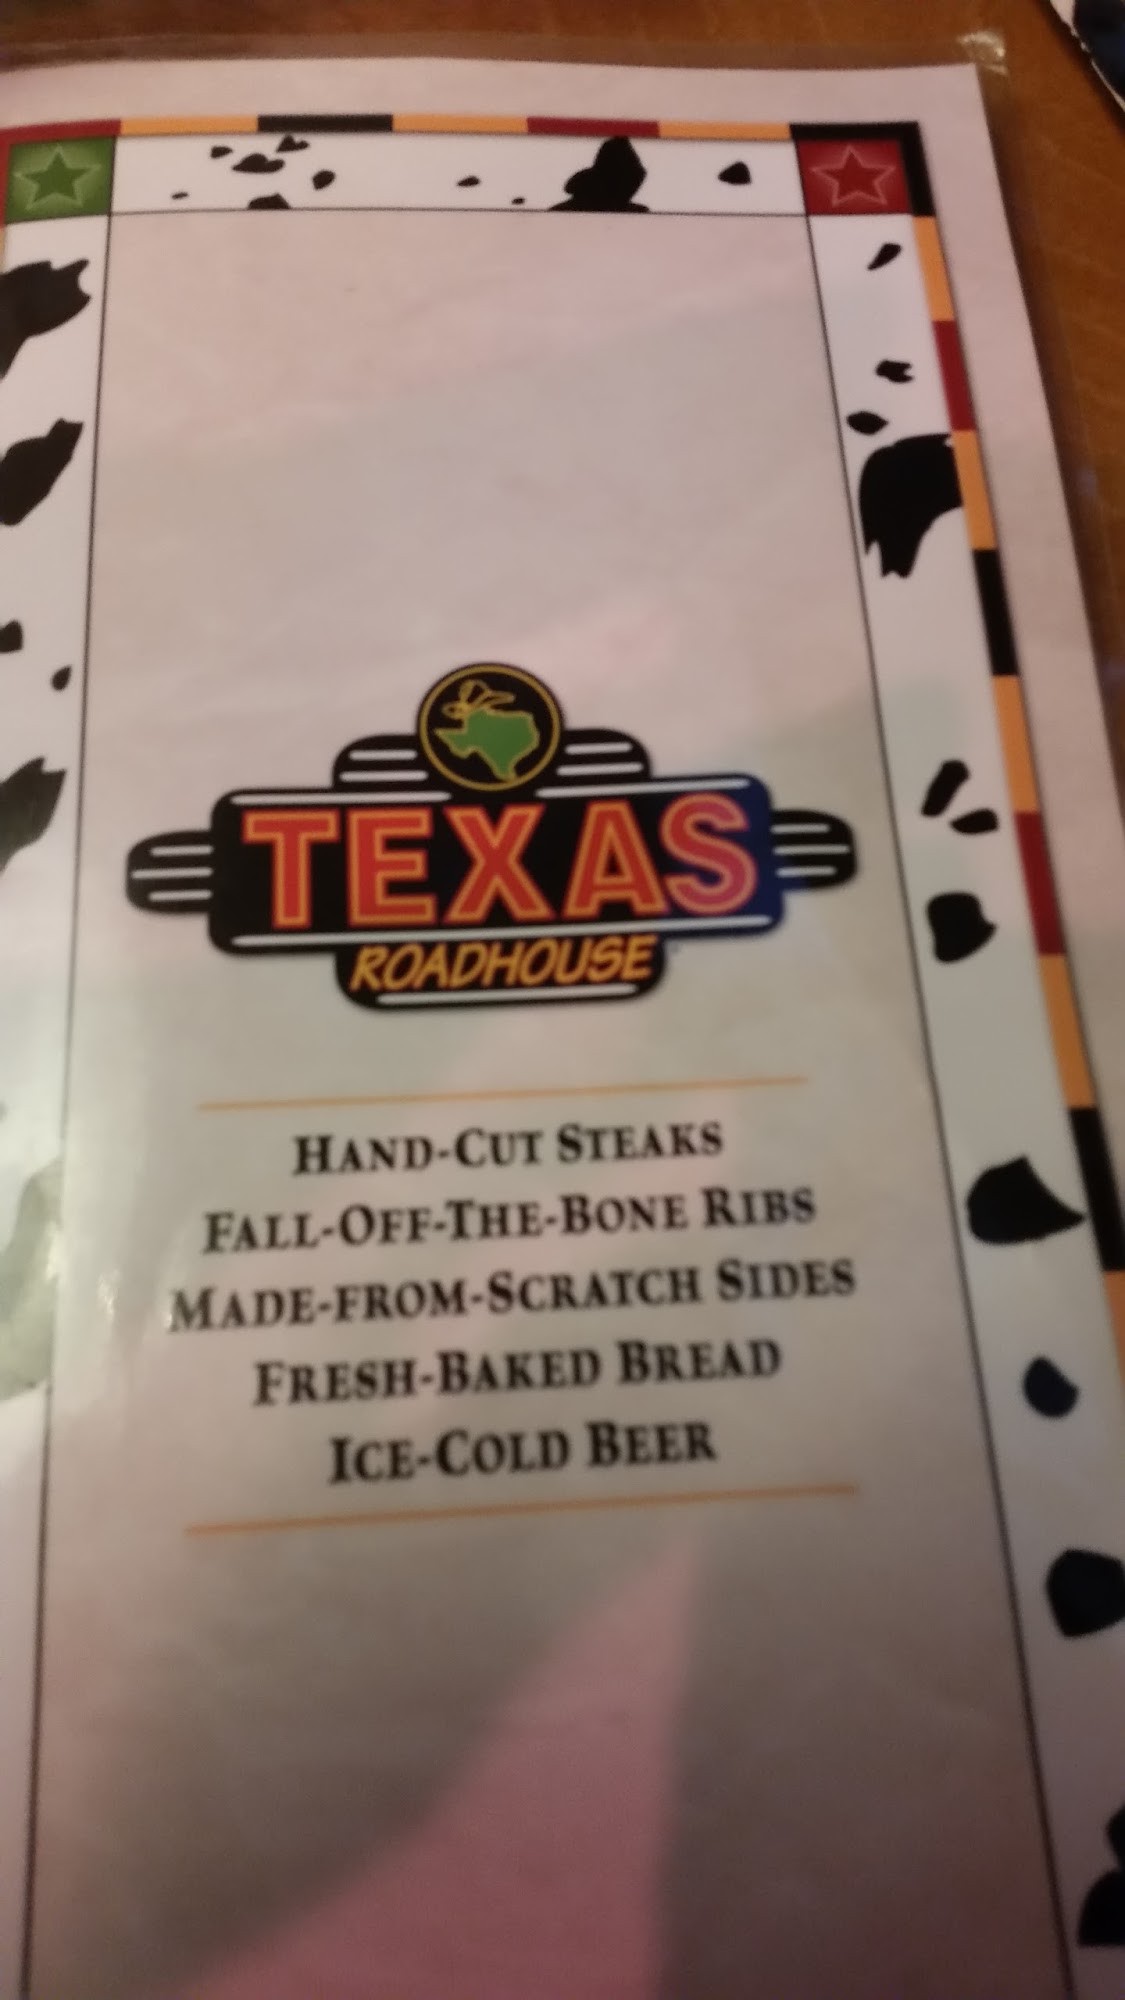 TEXAS
ROADHOUSE
HAND-CUT STEAKS
FALL-OFF-THE-BONE RIBS
MADE-FROM-SCRATCH SIDES
FRESH-BAKED BREAD
ICE-COLD BEER